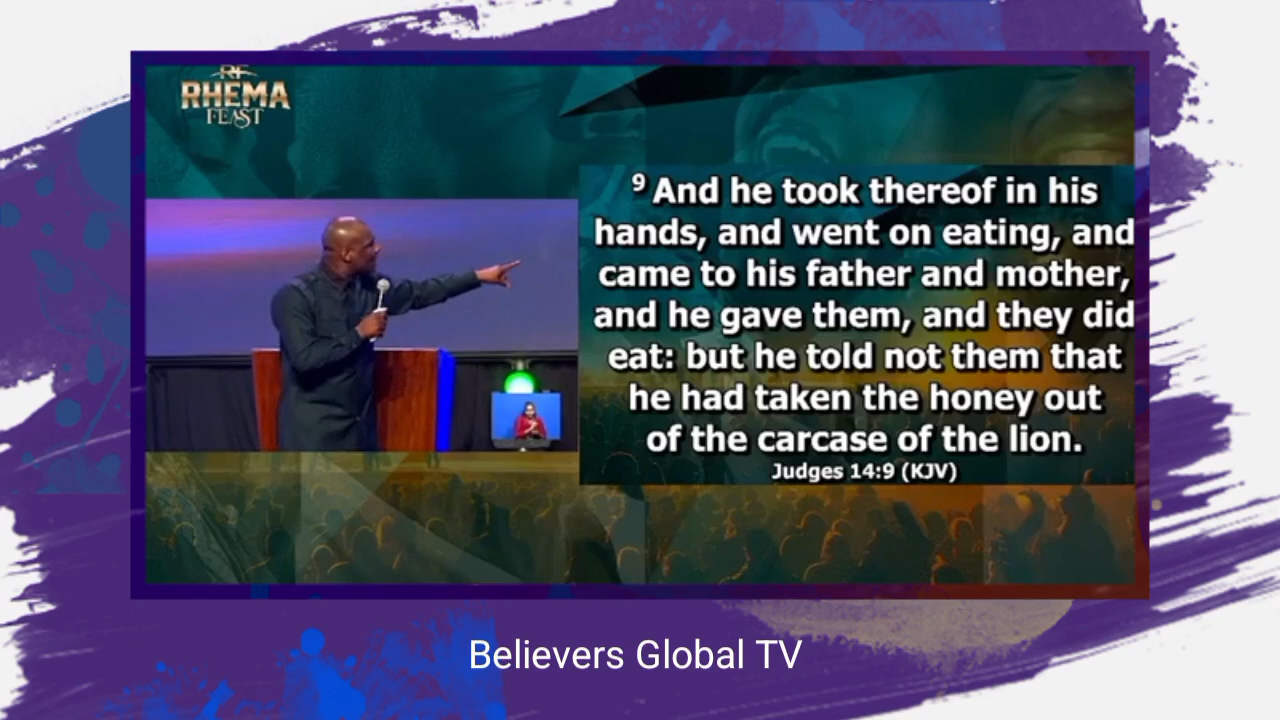 RF
RHEMA
FEAST
9 And he took thereof in his
hands, and went on eating, and
came to his father and mother,
and he gave them, and they did
eat: but he told not them that
he had taken the honey out
of the carcase of the lion.
Judges 14:9 (KJV)
Believers Global TV